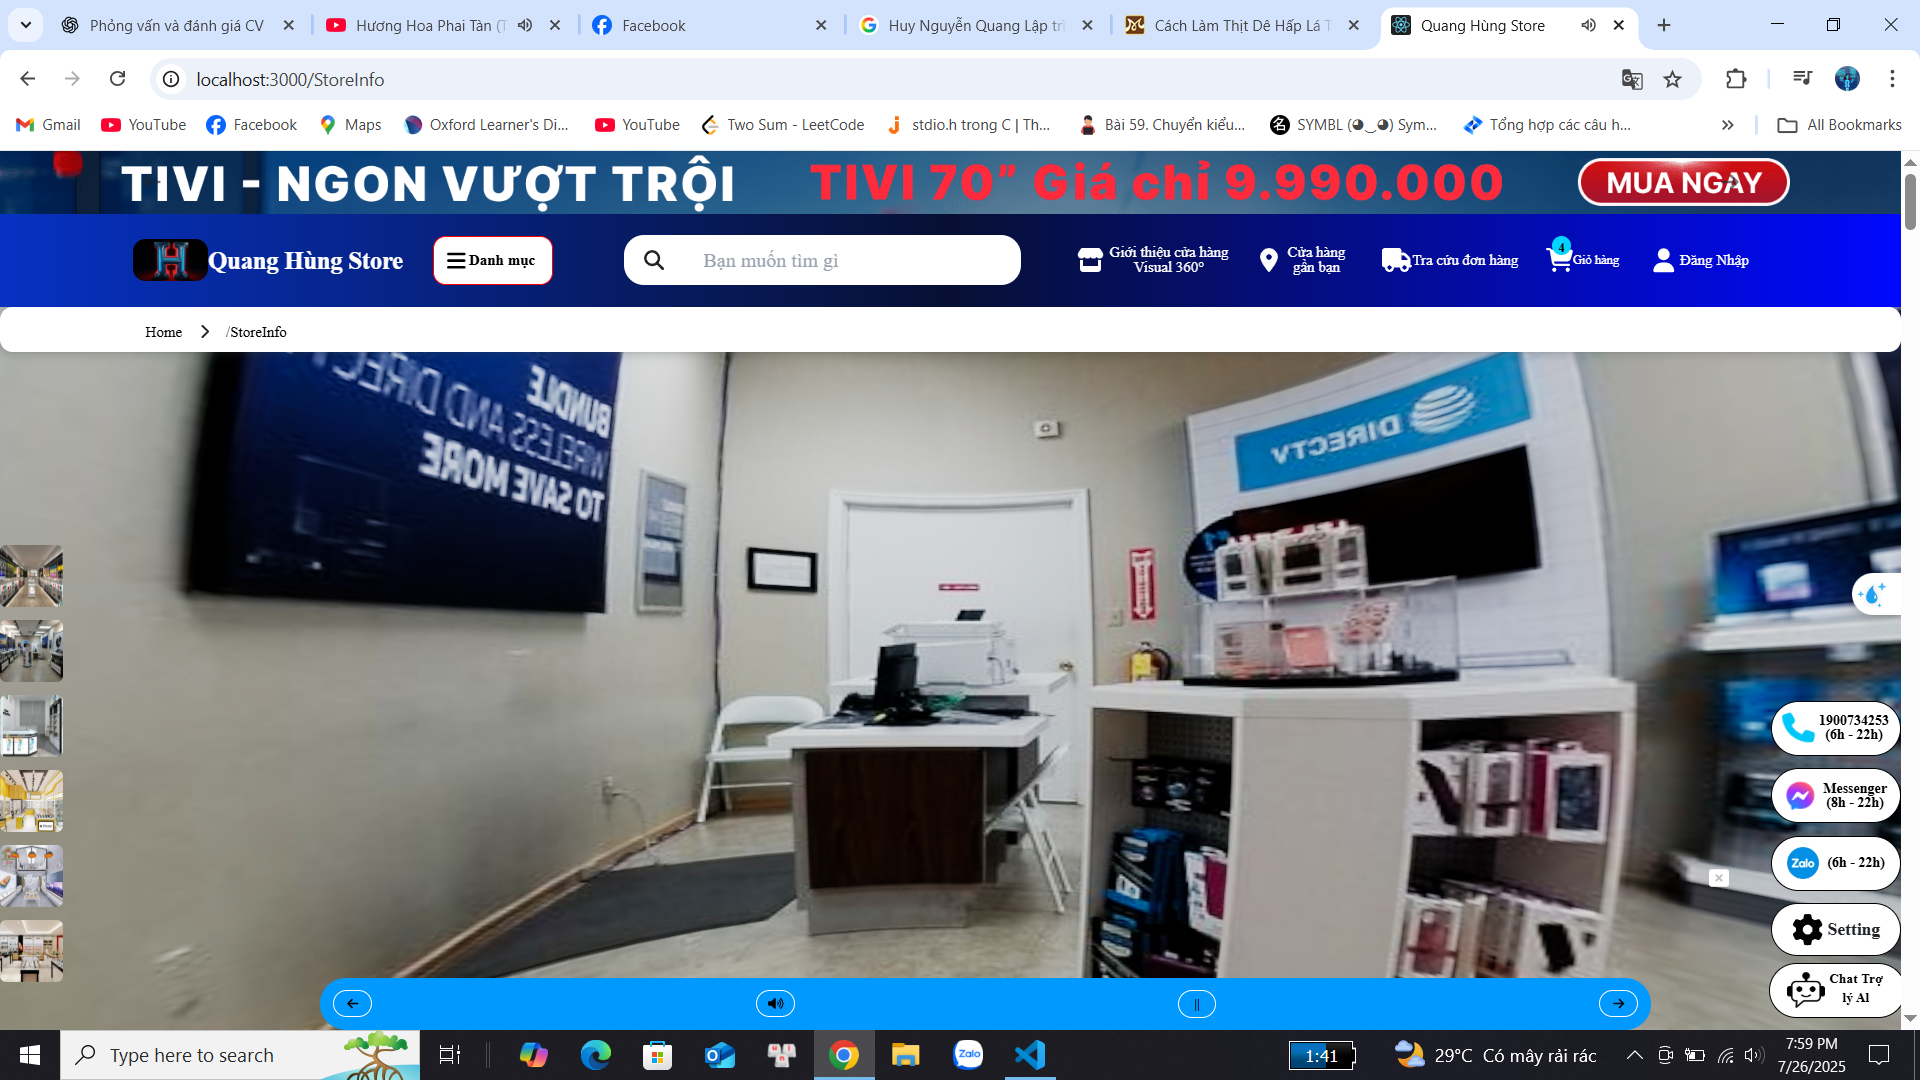 Phỏng vấn và đánh giá CV
Hương Hoa Phai Tàn (T
Facebook
Huy Nguyễn Quang Lập trì
Cách Làm Thịt Dê Hấp Lá T
Quang Hùng Store
localhost:3000/StoreInfo
Gmail
YouTube
Facebook
Maps
Oxford Learner's Di...
YouTube
Two Sum - LeetCode
stdio.h trong C | Th...
Bài 59. Chuyển kiểu...
SYMBL (◕‿◕) Sym...
Tổng hợp các câu h...
All Bookmarks
TIVI - NGON VƯỢT TRỘI
TIVI 70” Giá chỉ 9.990.000
MUA NGAY
H
Quang Hùng Store
Danh mục
Bạn muốn tìm gì
Giới thiệu cửa hàng
Visual 360°
Cửa hàng
gần bạn
Tra cứu đơn hàng
4
Giỏ hàng
Đăng Nhập
Home
/StoreInfo
BUNDLE
WIRELESS AND DIRECTV
TO SAVE MORE
DIRECTV
1900734253
(6h - 22h)
Messenger
(8h - 22h)
Zalo
(6h - 22h)
Setting
Chat Trợ
lý AI
Type here to search
Zalo
1:41
29°C Có mây rải rác
7:59 PM
7/26/2025